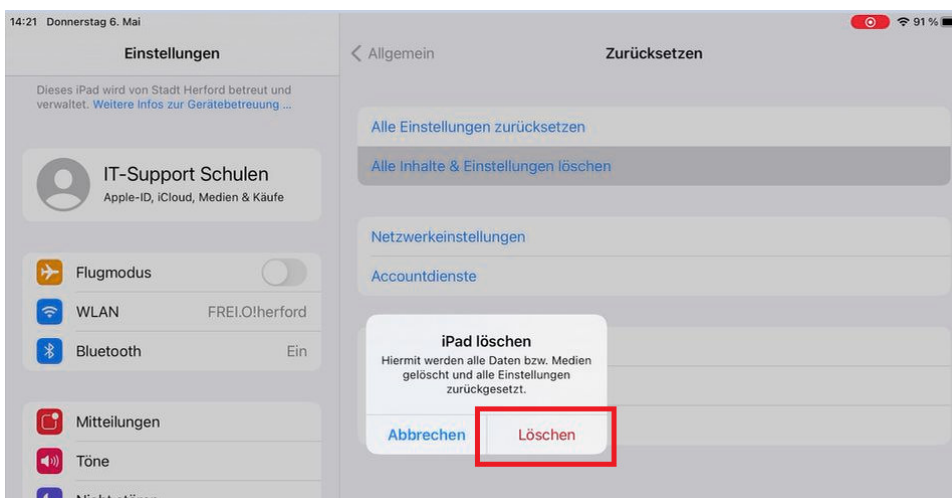 14:21 Donnerstag 6. Mai
91 %
Einstellungen
Allgemein
Zurücksetzen
Dieses iPad wird von Stadt Herford betreut und
verwaltet. Weitere Infos zur Gerätebetreuung ...
IT-Support Schulen
Apple-ID, iCloud, Medien & Käufe
Flugmodus
WLAN FREI.O!herford
Bluetooth Ein
Mitteilungen
Töne
Nicht stören
Alle Einstellungen zurücksetzen
Alle Inhalte & Einstellungen löschen
Netzwerkeinstellungen
Accountdienste
iPad löschen
Hiermit werden alle Daten bzw. Medien
gelöscht und alle Einstellungen
zurückgesetzt.
Abbrechen
Löschen